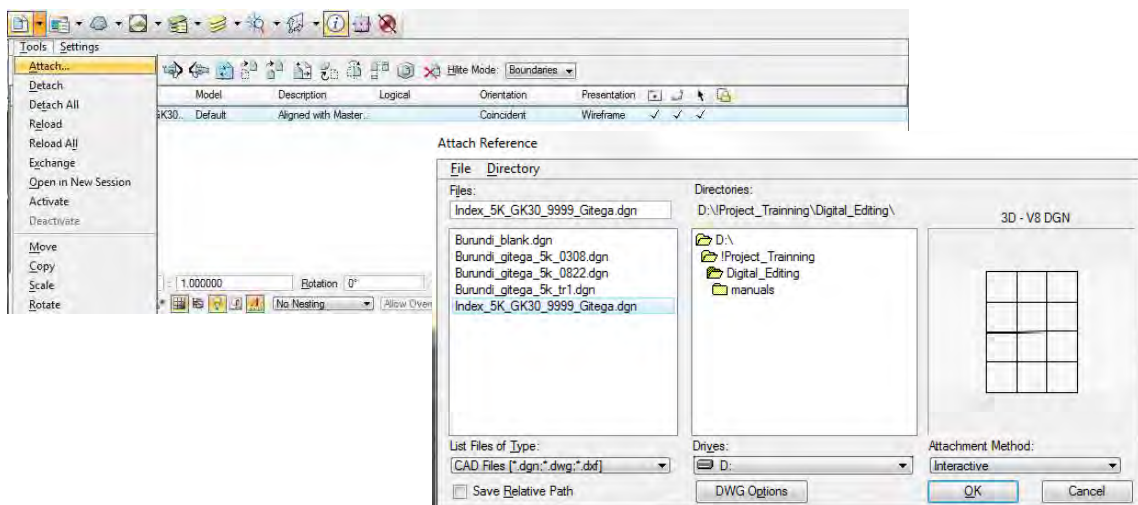 Tools Settings
Attach...
Detach
Detach All
Reload
Reload All
Exchange
Open in New Session
Activate
Deactivate
Move
Copy
Scale
Rotate
Hilite Mode: Boundaries
Model Description Logical Orientation Presentation
GK30.. Default Aligned with Master.. Coincident Wireframe
1.000000 Rotation 0°
No Nesting Allow Over
Attach Reference
File Directory
Files:
Index_5K_GK30_9999_Gitega.dgn
Burundi_blank.dgn
Burundi_gitega_5k_0308.dgn
Burundi_gitega_5k_0822.dgn
Burundi_gitega_5k_tr1.dgn
Index_5K_GK30_9999_Gitega.dgn
Directories:
D:\!Project_Trainning\Digital_Editing\
D:\
!Project_Trainning
Digital_Editing
manuals
3D - V8 DGN
List Files of Type:
CAD Files [*.dgn;*.dwg;*.dxf]
Drives:
D:
Attachment Method:
Interactive
Save Relative Path
DWG Options
OK Cancel